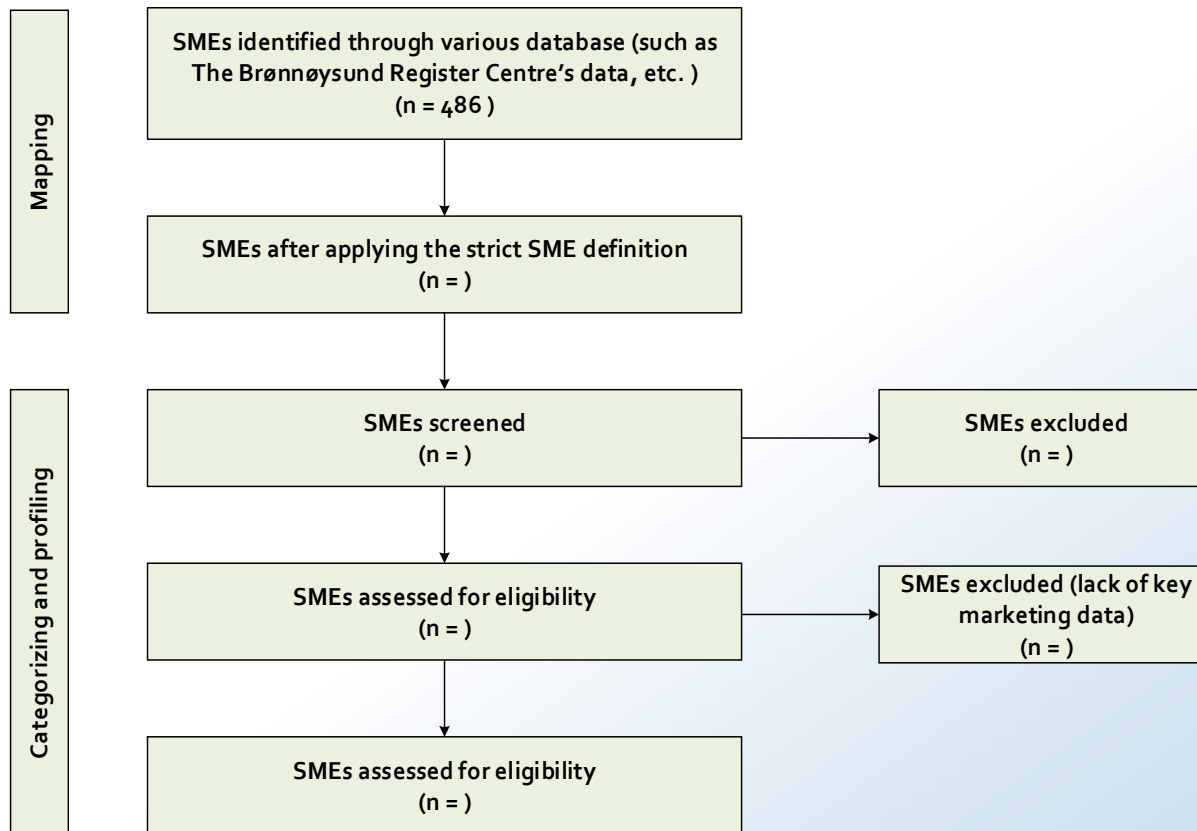 Mapping
SMEs identified through various database (such as
The Brønnøysund Register Centre's data, etc. )
(n = 486 )
SMEs after applying the strict SME definition
(n = )
Categorizing and profiling
SMEs screened
(n = )
SMEs excluded
(n = )
SMEs assessed for eligibility
(n = )
SMEs excluded (lack of key
marketing data)
(n = )
SMEs assessed for eligibility
(n = )